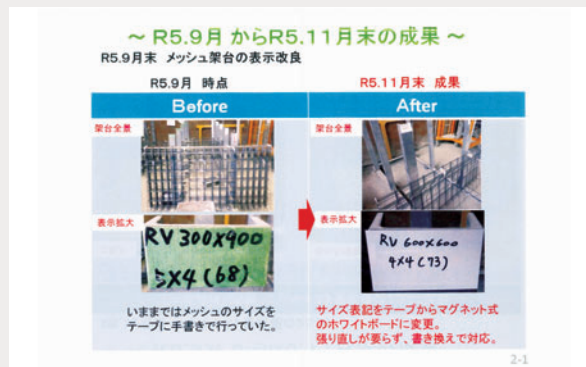 ～ R5.9月 からR5.11月末の成果 ～
R5.9月末 メッシュ架台の表示改良
R5.9月 時点
R5.11月末 成果
Before
After
架台全景
架台全景
表示拡大
表示拡大
RV 300X900
5X4 (68)
RV 600X600
4X4 (73)
いままではメッシュのサイズを
テープに手書きで行っていた。
サイズ表記をテープからマグネット式
のホワイトボードに変更。
張り直しが要らず、書き換えで対応。
2-1